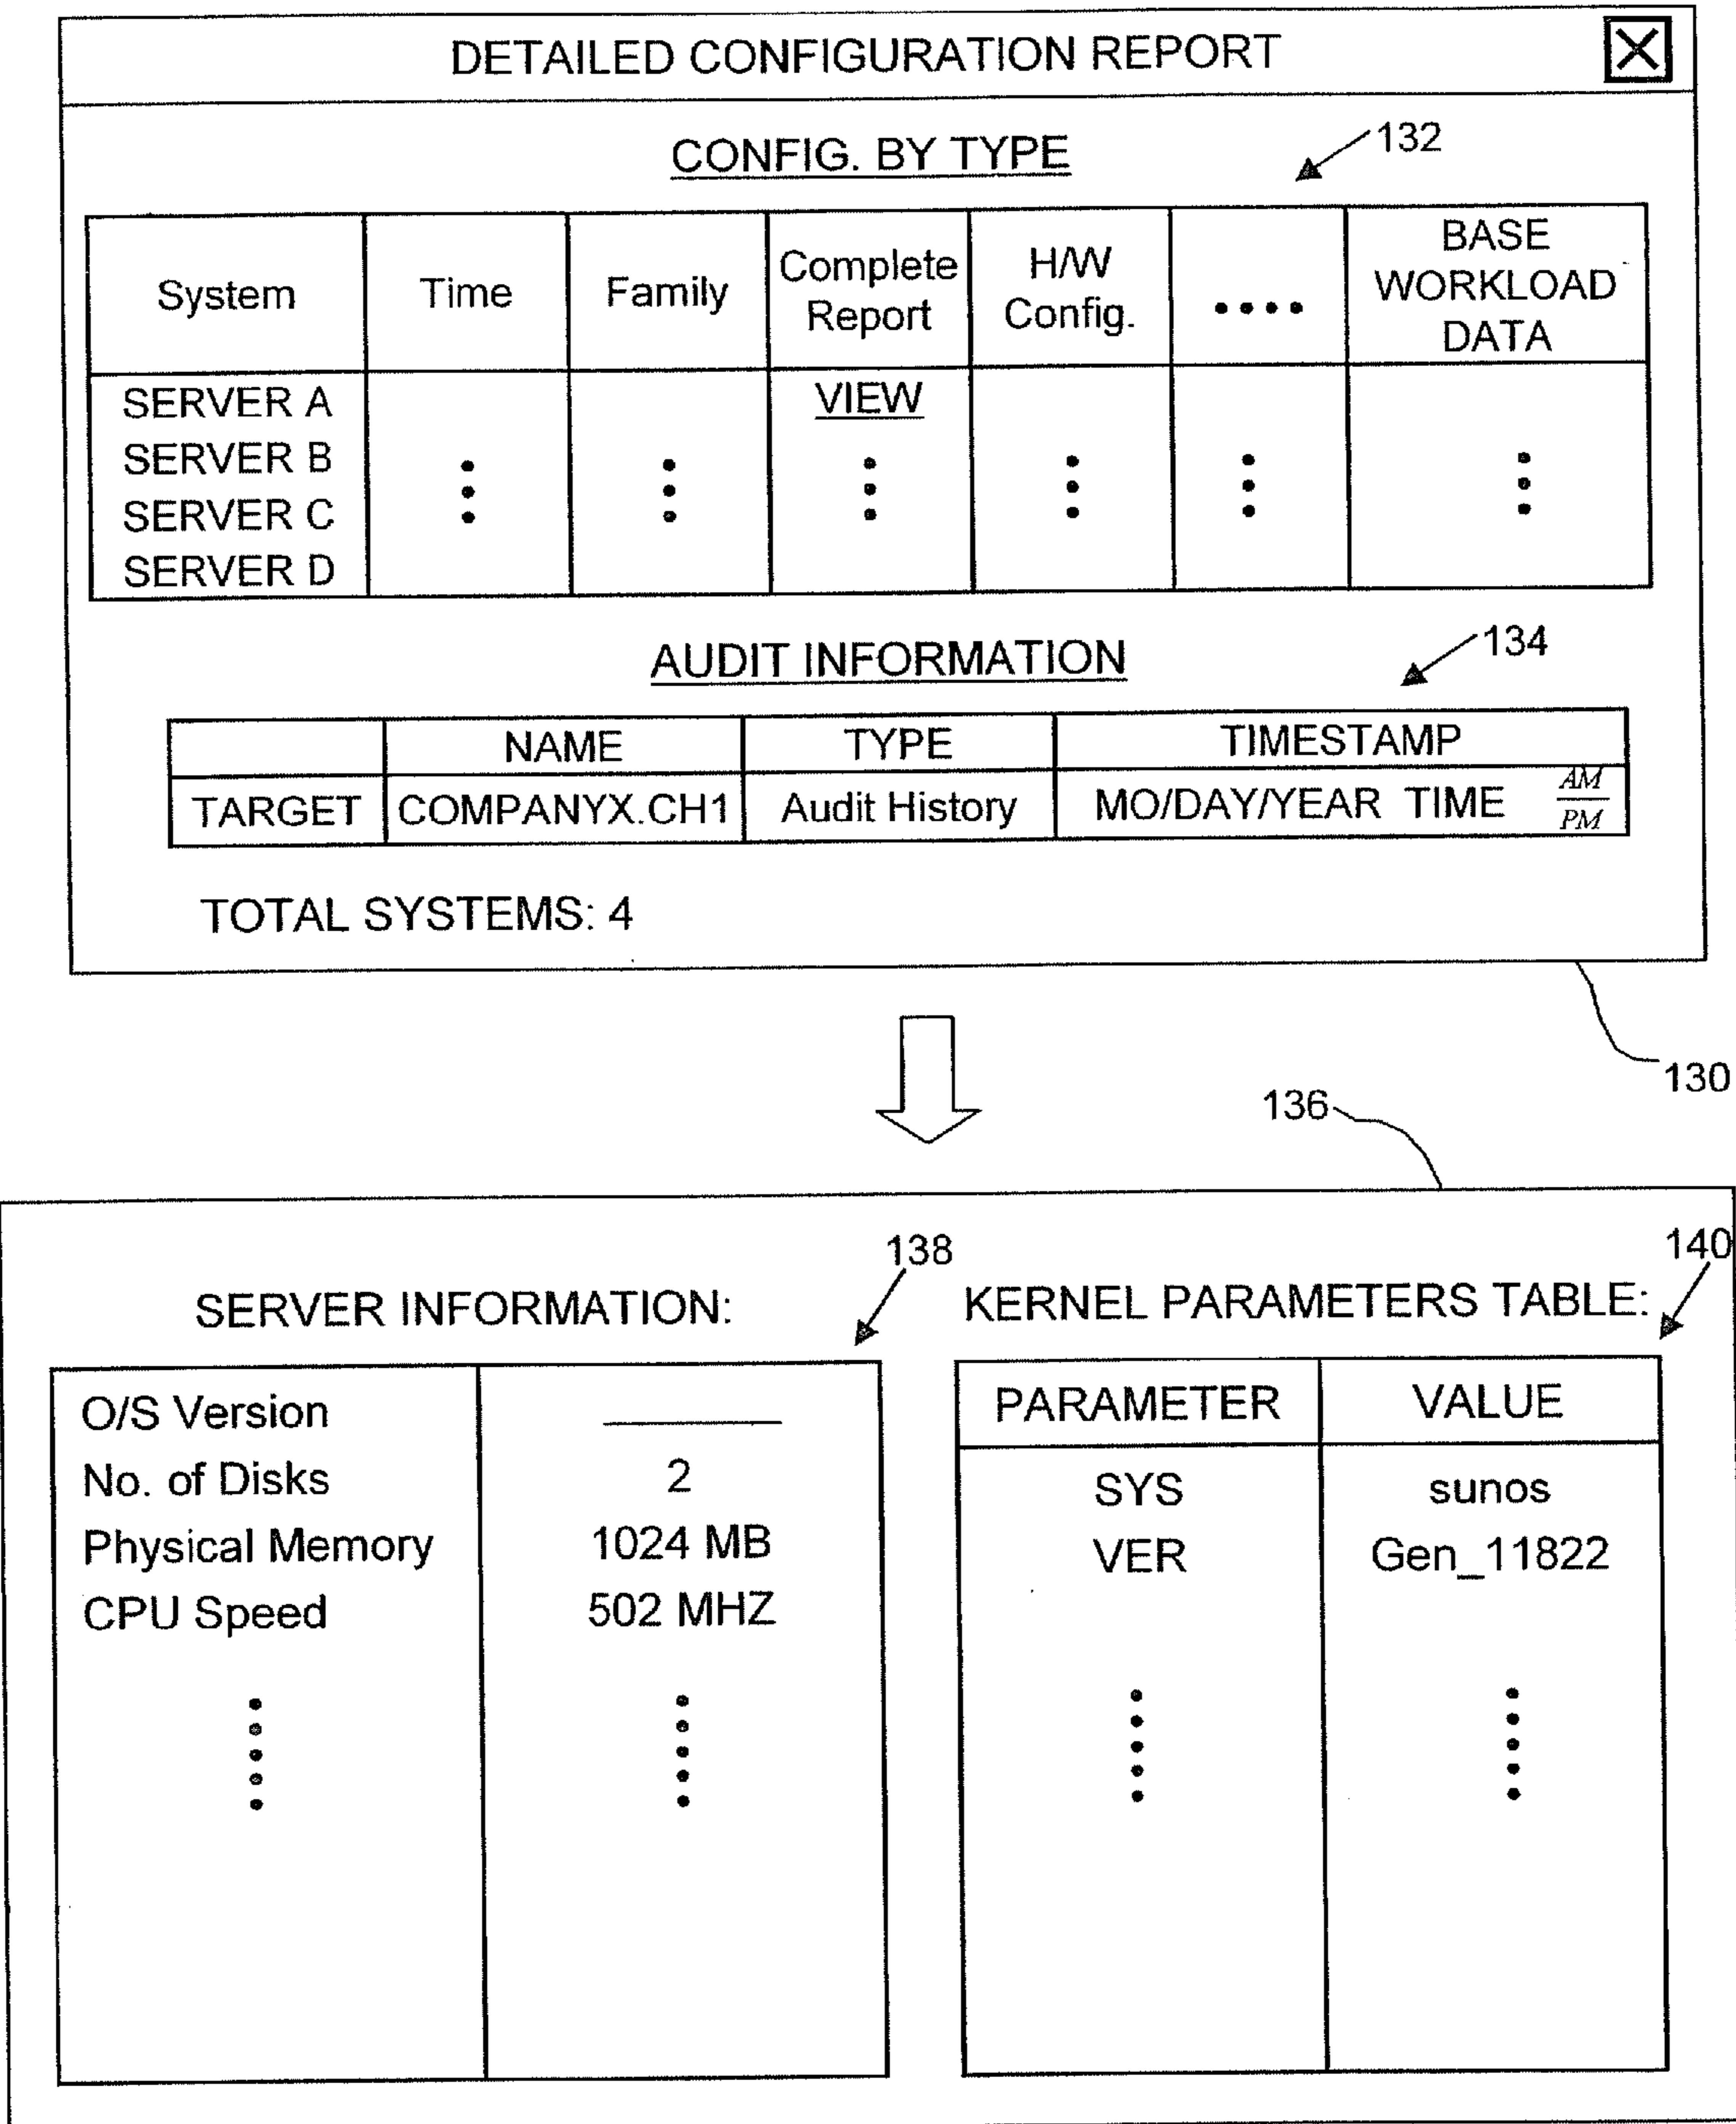 DETAILED CONFIGURATION REPORT
CONFIG. BY TYPE
132
System Time Family Complete Report H/W Config. •••• BASE WORKLOAD DATA
SERVER A VIEW
SERVER B
SERVER C
SERVER D
AUDIT INFORMATION
134
NAME TYPE TIMESTAMP
TARGET COMPANYX.CH1 Audit History MO/DAY/YEAR TIME AM/PM
TOTAL SYSTEMS: 4
130
136
138
140
SERVER INFORMATION:
O/S Version
No. of Disks 2
Physical Memory 1024 MB
CPU Speed 502 MHZ
KERNEL PARAMETERS TABLE:
PARAMETER VALUE
SYS sunos
VER Gen_11822